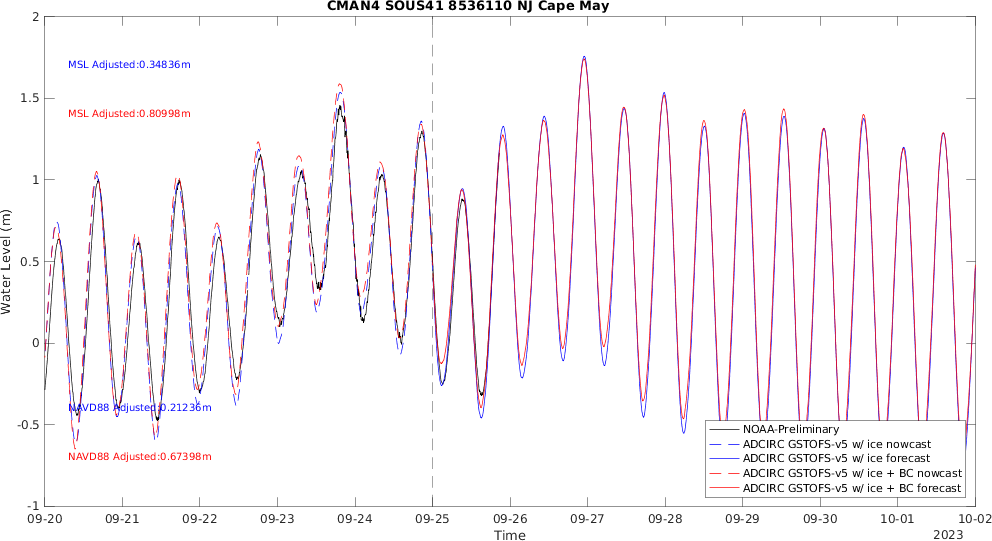 CMAN4 SOUS41 8536110 NJ Cape May
2
MSL Adjusted:0.34836m
1.5
MSL Adjusted:0.80998m
1
Water Level (m)
0.5
0
NAVD88 Adjusted:0.21236m
-0.5
NOAA-Preliminary
ADCIRC GSTOFS-v5 w/ ice nowcast
NAVD88 Adjusted:0.67398m
ADCIRC GSTOFS-v5 w/ ice forecast
ADCIRC GSTOFS-v5 w/ ice + BC nowcast
ADCIRC GSTOFS-v5 w/ ice + BC forecast
-1
09-20 09-21 09-22 09-23 09-24 09-25 09-26 09-27 09-28 09-29 09-30 10-01 10-02
Time
2023